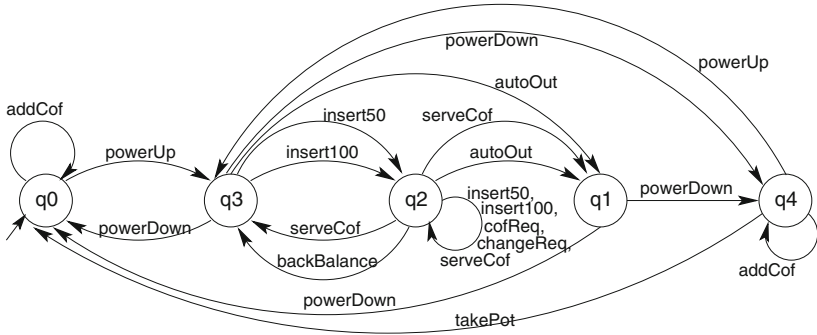 powerDown
powerUp
autoOut
addCof
insert50
serveCof
powerUp
insert100
autoOut
q0
q3
q2
q1
q4
insert50,
insert100,
cofReq,
changeReq,
serveCof
powerDown
powerDown
serveCof
backBalance
addCof
powerDown
takePot